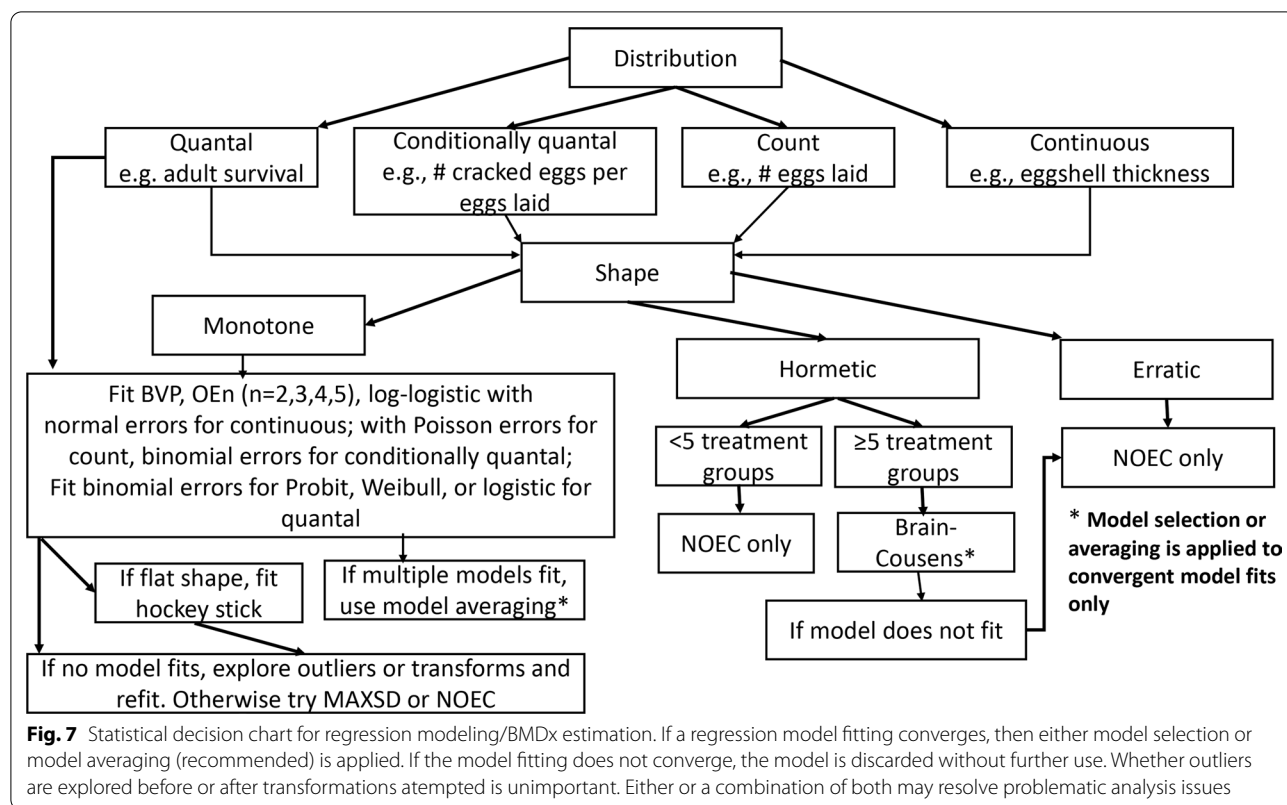 Distribution
Quantal
e.g. adult survival
Conditionally quantal
e.g., # cracked eggs per
eggs laid
Count
e.g., # eggs laid
Continuous
e.g., eggshell thickness
Shape
Monotone
Hormetic
Erratic
Fit BVP, OEn (n=2,3,4,5), log-logistic with
normal errors for continuous; with Poisson errors for
count, binomial errors for conditionally quantal;
Fit binomial errors for Probit, Weibull, or logistic for
quantal
<5 treatment
groups
≥5 treatment
groups
NOEC only
NOEC only
Brain-
Cousens*
* Model selection or
averaging is applied to
convergent model fits
only
If flat shape, fit
hockey stick
If multiple models fit,
use model averaging*
If model does not fit
If no model fits, explore outliers or transforms and
refit. Otherwise try MAXSD or NOEC
Fig. 7 Statistical decision chart for regression modeling/BMDx estimation. If a regression model fitting converges, then either model selection or
model averaging (recommended) is applied. If the model fitting does not converge, the model is discarded without further use. Whether outliers
are explored before or after transformations atempted is unimportant. Either or a combination of both may resolve problematic analysis issues